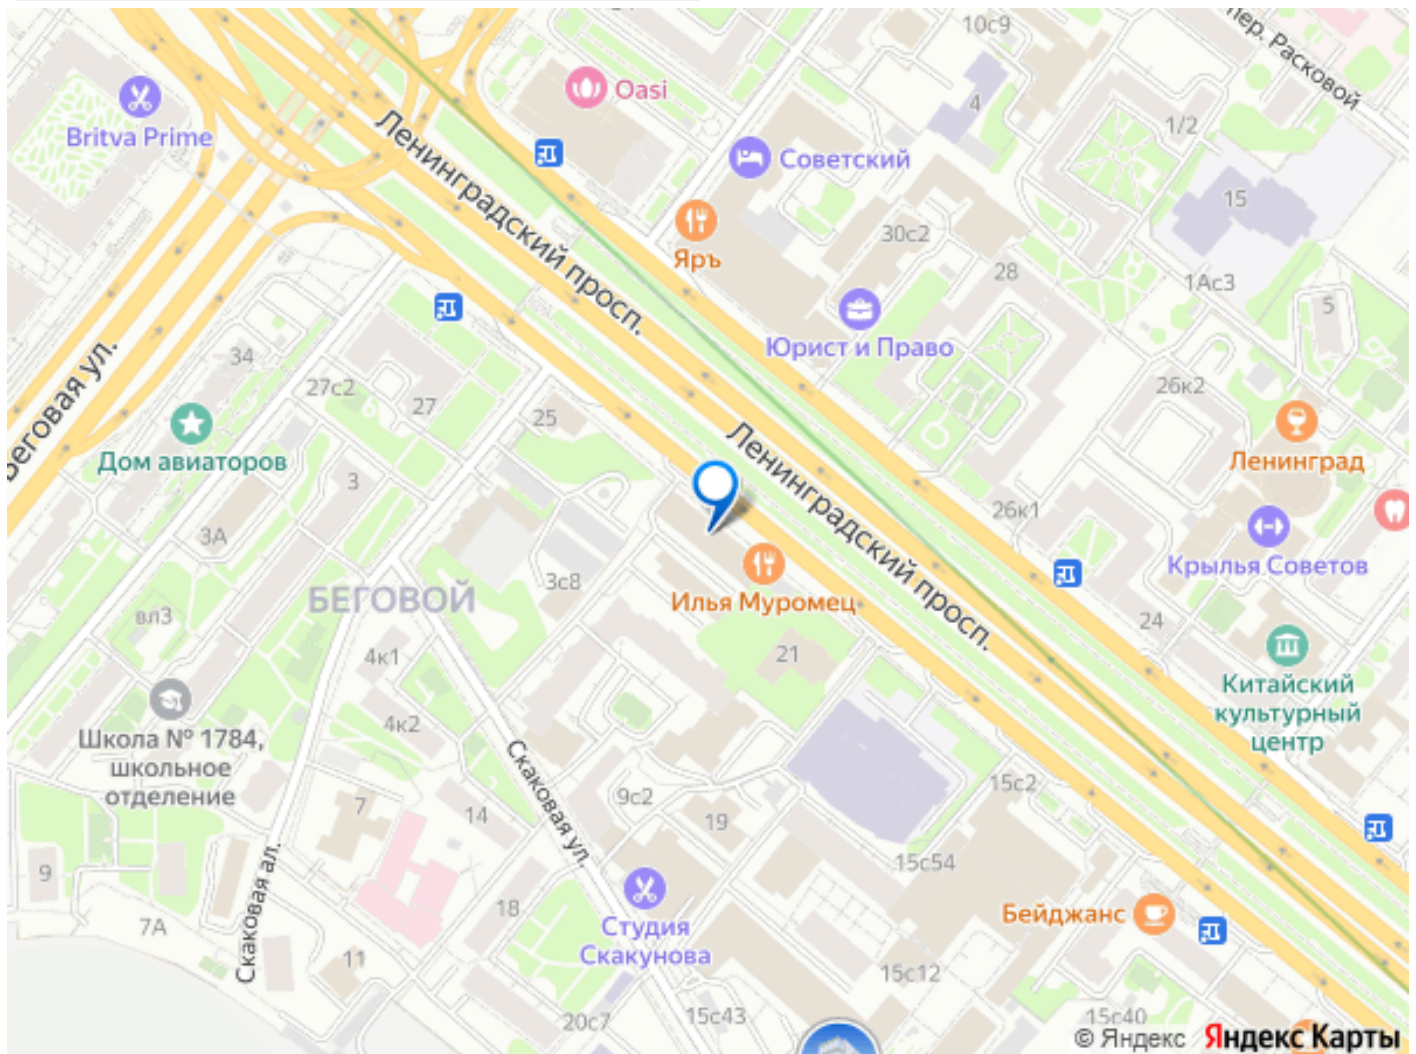 10с9
пер. Расковой
Oasi
4
1/2
Britva Prime
Ленинградский просп.
Советский
15
Яръ
30с2
28
1Ас3
5
Юрист и Право
34
27с2
27
25
26к2
Беговая ул.
Дом авиаторов
Ленинград
3
Ленинградский просп.
26к1
3А
Крылья Советов
3с8
БЕГОВОЙ
Илья Муромец
вл3
24
4к1
21
Китайский
культурный
центр
4к2
Школа № 1784,
школьное
отделение
Скаковая ул.
15с2
7
14
9с2
19
15с54
9
Скаковая ал.
18
7А
Студия
Скакунова
Бейджанс
11
15с12
20с7
15с43
15с40
© Яндекс Яндекс Карты